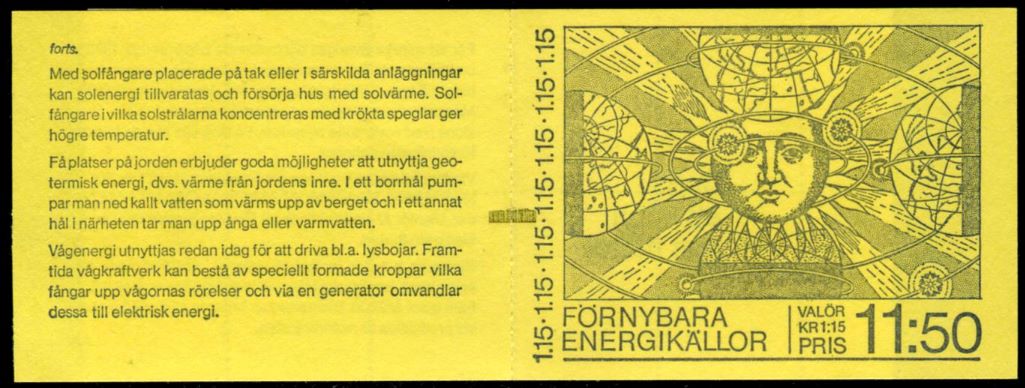 forts.
Med solfångare placerade på tak eller i särskilda anläggningar
kan solenergi tillvaratas och försörja hus med solvärme. Sol-
fångare i vilka solstrålarna koncentreras med krökta speglar ger
högre temperatur.
Få platser på jorden erbjuder goda möjligheter att utnyttja geo-
termisk energi, dvs. värme från jordens inre. I ett borrhål pum-
par man ned kallt vatten som värms upp av berget och i ett annat
hål i närheten tar man upp ånga eller varmvatten.
Vågenergi utnyttjas redan idag för att driva bl.a. lysbojar. Fram-
tida vågkraftverk kan bestå av speciellt formade kroppar vilka
fångar upp vågornas rörelser och via en generator omvandlar
dessa till elektrisk energi.
1.15·1.15·1.15·1.15·1.15·1.15
FÖRNYBARA
ENERGIKÄLLOR
VALÖR
KR1:15
PRIS
11:50